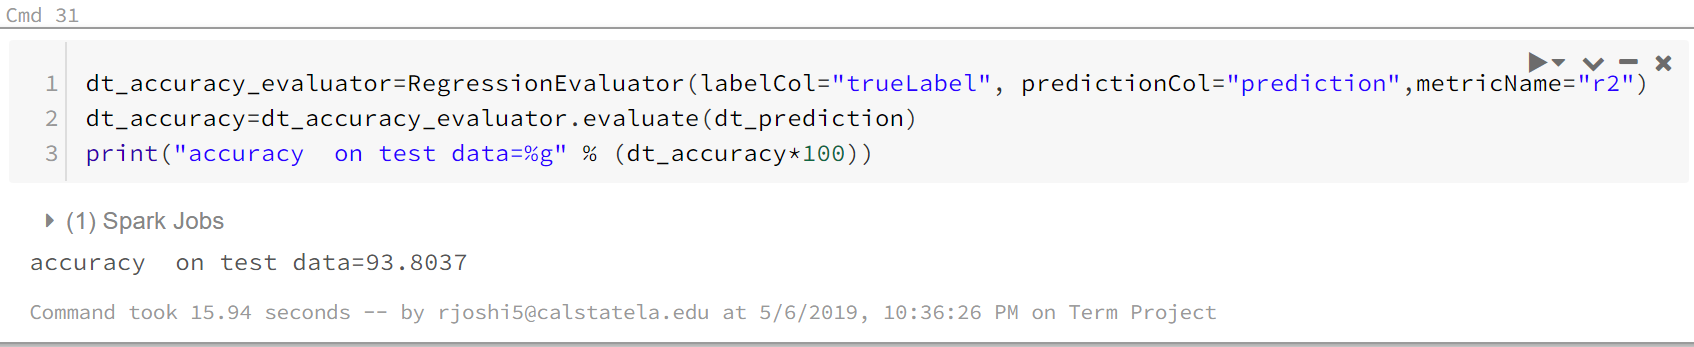 Cmd 31
1 dt_accuracy_evaluator=RegressionEvaluator(labelCol="trueLabel", predictionCol="prediction",metricName="r2")
2 dt_accuracy=dt_accuracy_evaluator.evaluate(dt_prediction)
3 print("accuracy  on test data=%g" % (dt_accuracy*100))
(1) Spark Jobs
accuracy  on test data=93.8037
Command took 15.94 seconds -- by rjoshi5@calstatela.edu at 5/6/2019, 10:36:26 PM on Term Project